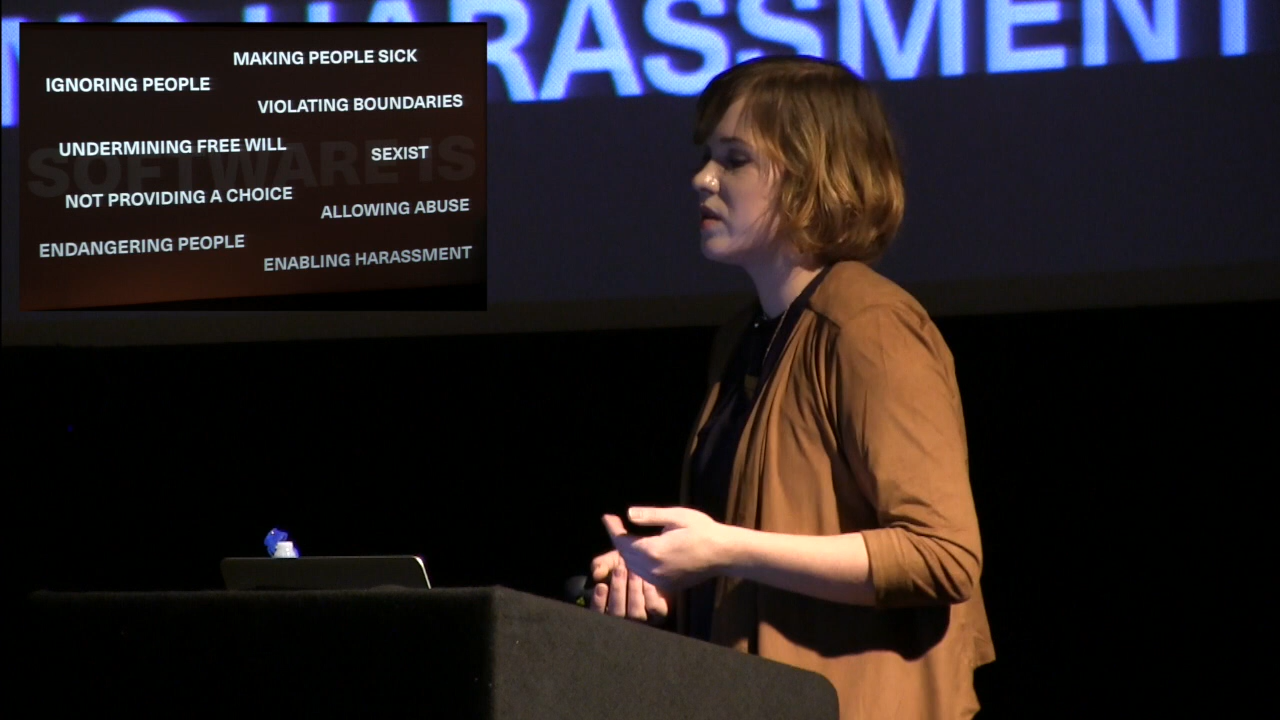 NG HARASSMENT
MAKING PEOPLE SICK
IGNORING PEOPLE
VIOLATING BOUNDARIES
UNDERMINING FREE WILL
SEXIST
SOFTWARE IS
NOT PROVIDING A CHOICE
ALLOWING ABUSE
ENDANGERING PEOPLE
ENABLING HARASSMENT